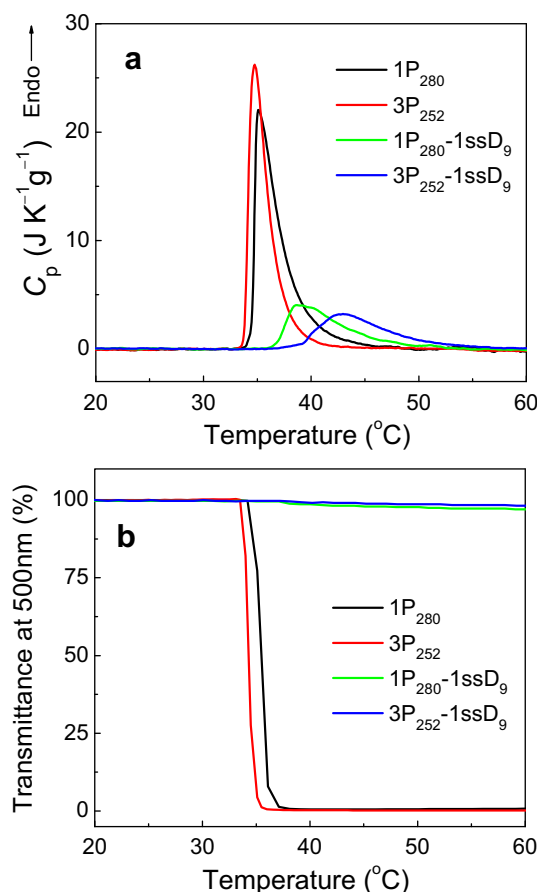 a
Endo →
C_p (J K⁻¹g⁻¹)
30
20
10
0
1P₂₈₀
3P₂₅₂
1P₂₈₀-1ssD₉
3P₂₅₂-1ssD₉
20 30 40 50 60
Temperature (°C)
b
Transmittance at 500nm (%)
100
75
50
25
0
1P₂₈₀
3P₂₅₂
1P₂₈₀-1ssD₉
3P₂₅₂-1ssD₉
20 30 40 50 60
Temperature (°C)